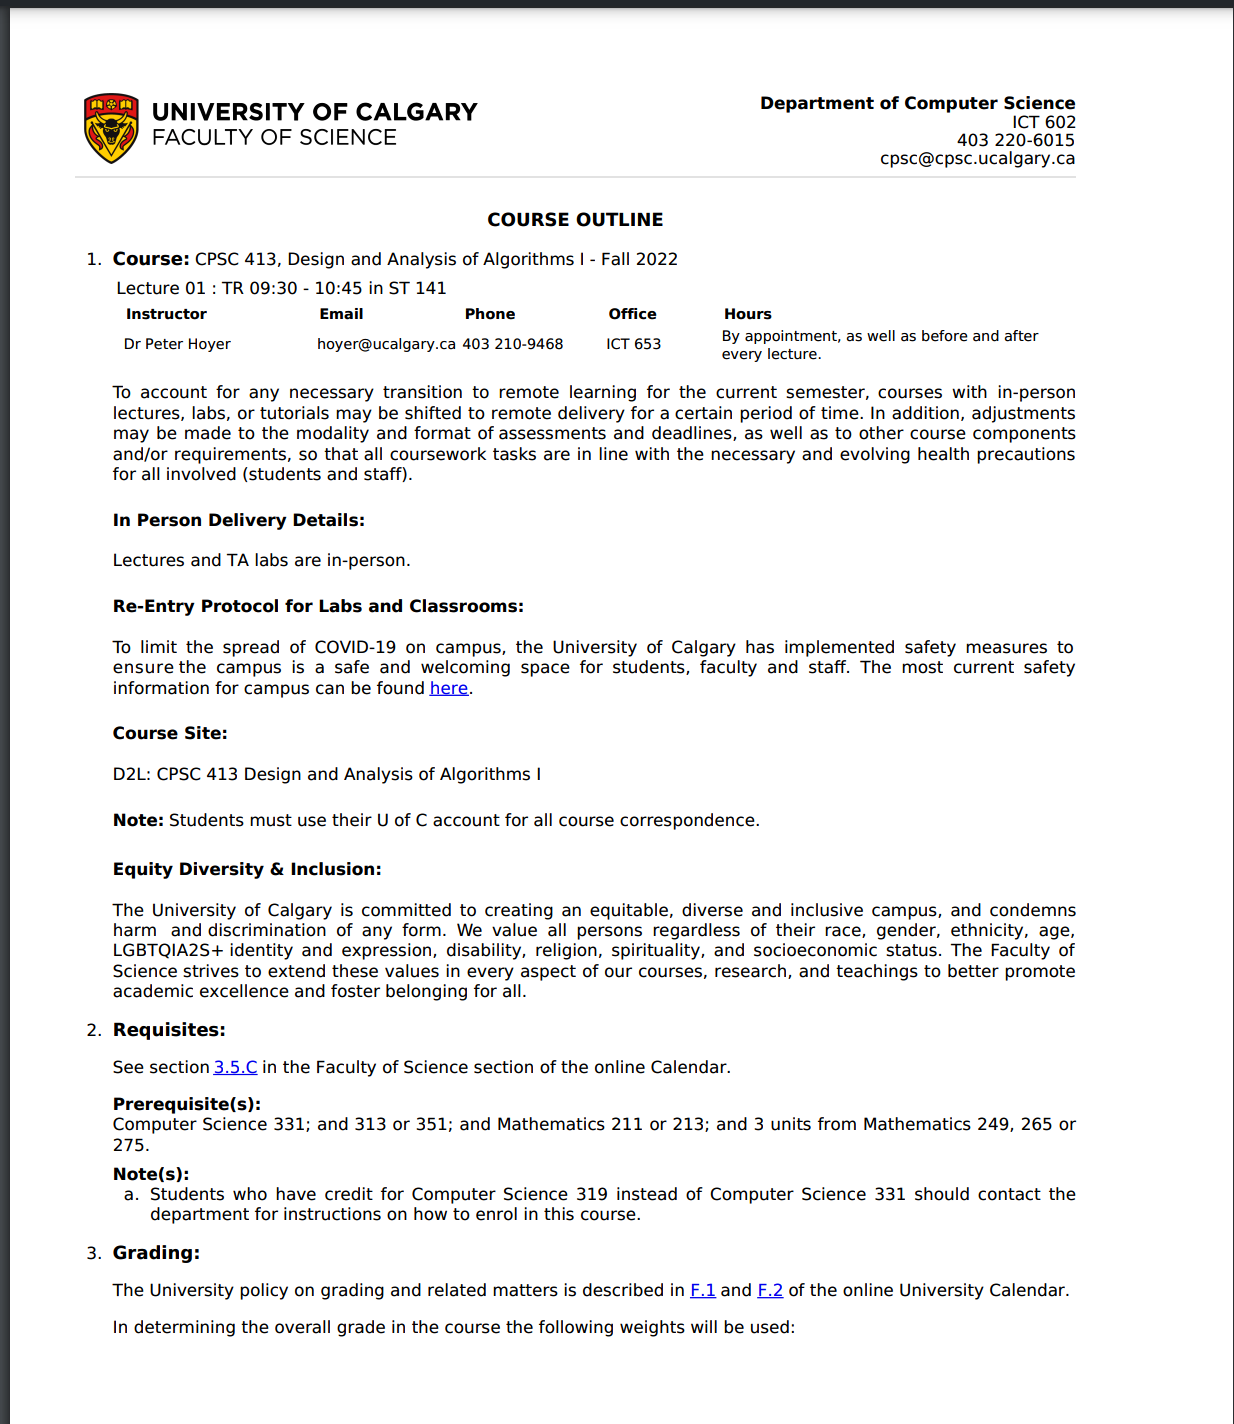 UNIVERSITY OF CALGARY
FACULTY OF SCIENCE
Department of Computer Science
ICT 602
403 220-6015
cpsc@cpsc.ucalgary.ca
COURSE OUTLINE
1. Course: CPSC 413, Design and Analysis of Algorithms I - Fall 2022
Lecture 01 : TR 09:30 - 10:45 in ST 141
Instructor Email Phone Office Hours
Dr Peter Hoyer hoyer@ucalgary.ca 403 210-9468 ICT 653 By appointment, as well as before and after
every lecture.
To account for any necessary transition to remote learning for the current semester, courses with in-person
lectures, labs, or tutorials may be shifted to remote delivery for a certain period of time. In addition, adjustments
may be made to the modality and format of assessments and deadlines, as well as to other course components
and/or requirements, so that all coursework tasks are in line with the necessary and evolving health precautions
for all involved (students and staff).
In Person Delivery Details:
Lectures and TA labs are in-person.
Re-Entry Protocol for Labs and Classrooms:
To limit the spread of COVID-19 on campus, the University of Calgary has implemented safety measures to
ensure the campus is a safe and welcoming space for students, faculty and staff. The most current safety
information for campus can be found here.
Course Site:
D2L: CPSC 413 Design and Analysis of Algorithms I
Note: Students must use their U of C account for all course correspondence.
Equity Diversity & Inclusion:
The University of Calgary is committed to creating an equitable, diverse and inclusive campus, and condemns
harm and discrimination of any form. We value all persons regardless of their race, gender, ethnicity, age,
LGBTQIA2S+ identity and expression, disability, religion, spirituality, and socioeconomic status. The Faculty of
Science strives to extend these values in every aspect of our courses, research, and teachings to better promote
academic excellence and foster belonging for all.
2. Requisites:
See section 3.5.C in the Faculty of Science section of the online Calendar.
Prerequisite(s):
Computer Science 331; and 313 or 351; and Mathematics 211 or 213; and 3 units from Mathematics 249, 265 or
275.
Note(s):
a. Students who have credit for Computer Science 319 instead of Computer Science 331 should contact the
department for instructions on how to enrol in this course.
3. Grading:
The University policy on grading and related matters is described in F.1 and F.2 of the online University Calendar.
In determining the overall grade in the course the following weights will be used: